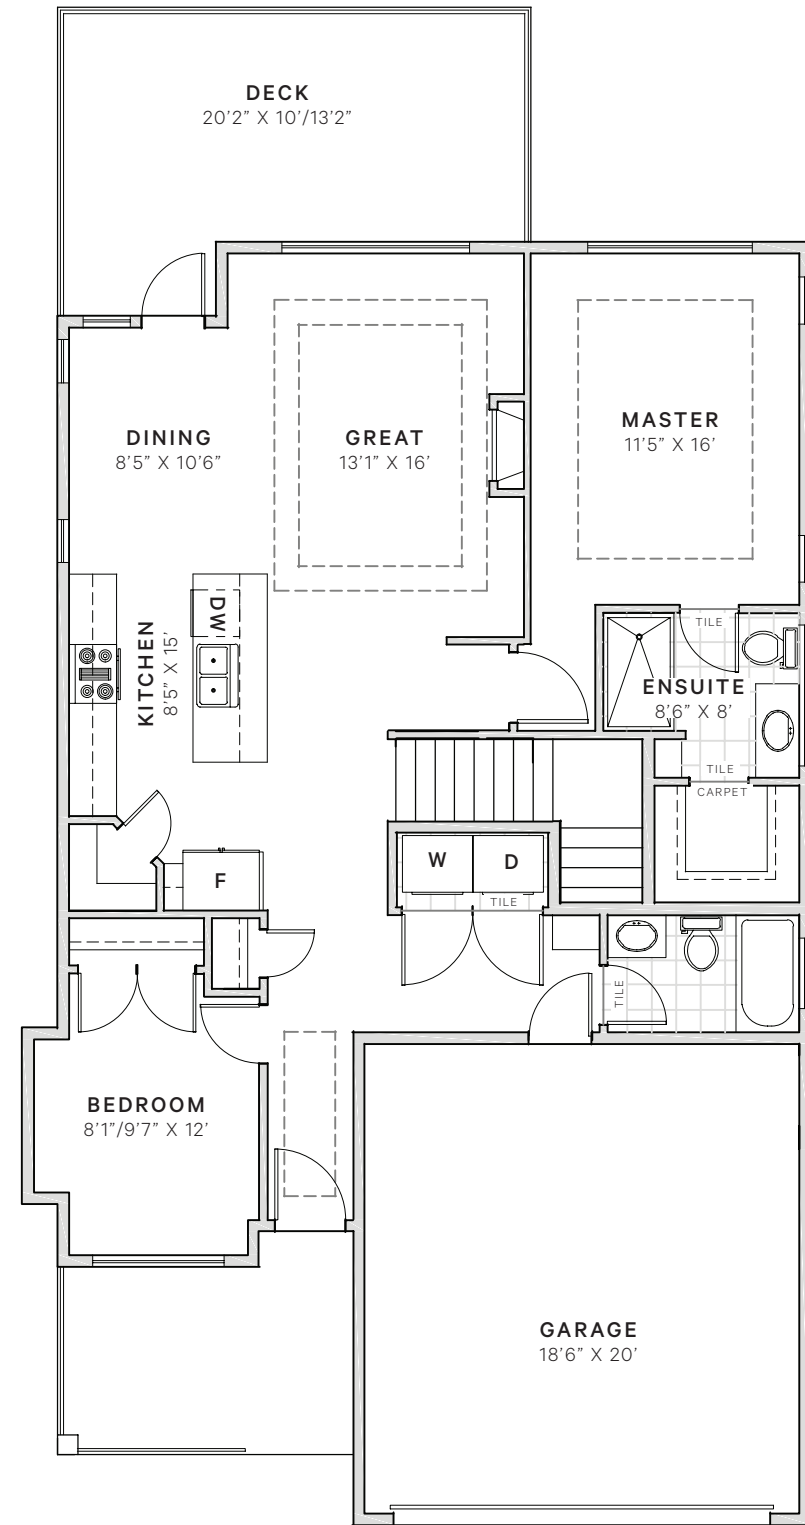 DECK
20’2” X 10’/13’2”
DINING
8’5” X 10’6”
GREAT
13’1” X 16’
MASTER
11’5” X 16’
DW
KITCHEN
8’5” X 15’
TILE
ENSUITE
8’6” X 8’
TILE
CARPET
W
D
F
TILE
TILE
BEDROOM
8’1”/9’7” X 12’
GARAGE
18’6” X 20’